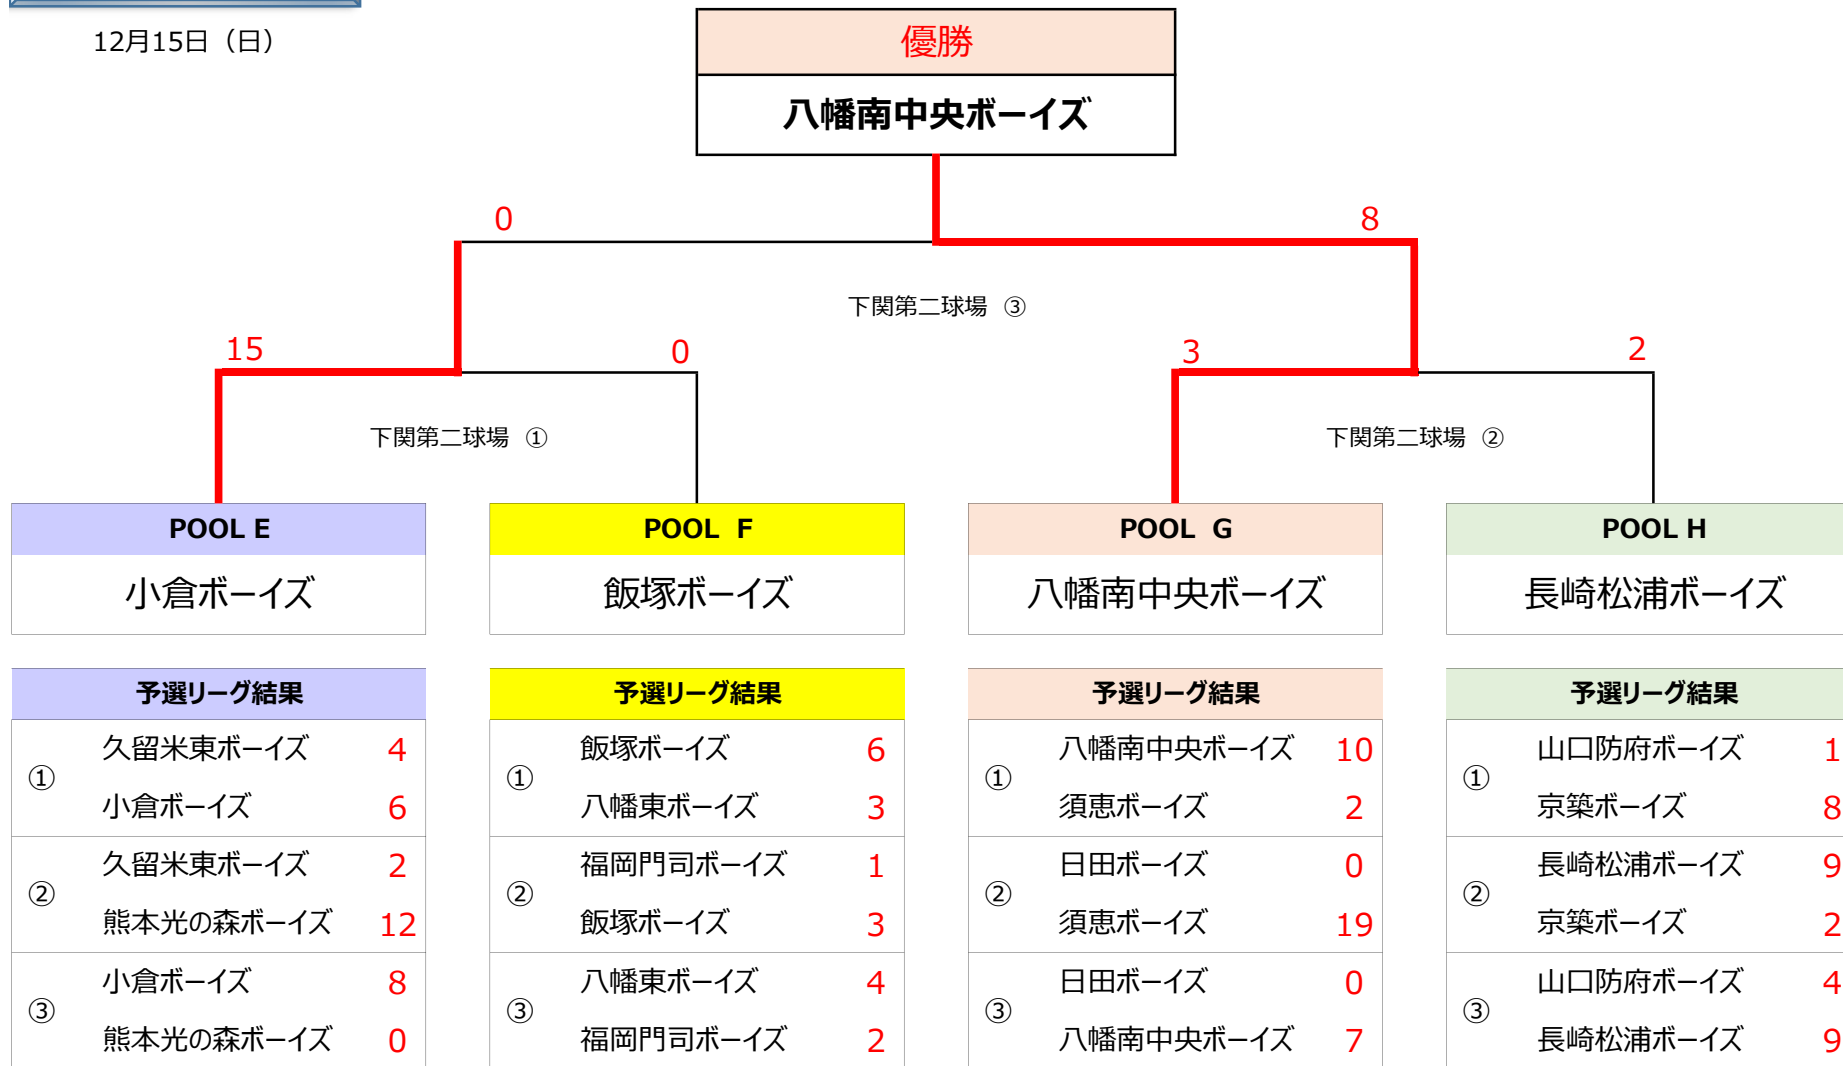 12月15日（日）
優勝
八幡南中央ボーイズ
0 8
下関第二球場 ③
15 0 3 2
下関第二球場 ① 下関第二球場 ②
POOL E POOL F POOL G POOL H
小倉ボーイズ 飯塚ボーイズ 八幡南中央ボーイズ 長崎松浦ボーイズ
予選リーグ結果 予選リーグ結果 予選リーグ結果 予選リーグ結果
久留米東ボーイズ 4 飯塚ボーイズ 6 八幡南中央ボーイズ 10 山口防府ボーイズ 1
① ① ① ①
小倉ボーイズ 6 八幡東ボーイズ 3 須恵ボーイズ 2 京築ボーイズ 8
久留米東ボーイズ 2 福岡門司ボーイズ 1 日田ボーイズ 0 長崎松浦ボーイズ 9
② ② ② ②
熊本光の森ボーイズ 12 飯塚ボーイズ 3 須恵ボーイズ 19 京築ボーイズ 2
小倉ボーイズ 8 八幡東ボーイズ 4 日田ボーイズ 0 山口防府ボーイズ 4
③ ③ ③ ③
熊本光の森ボーイズ 0 福岡門司ボーイズ 2 八幡南中央ボーイズ 7 長崎松浦ボーイズ 9